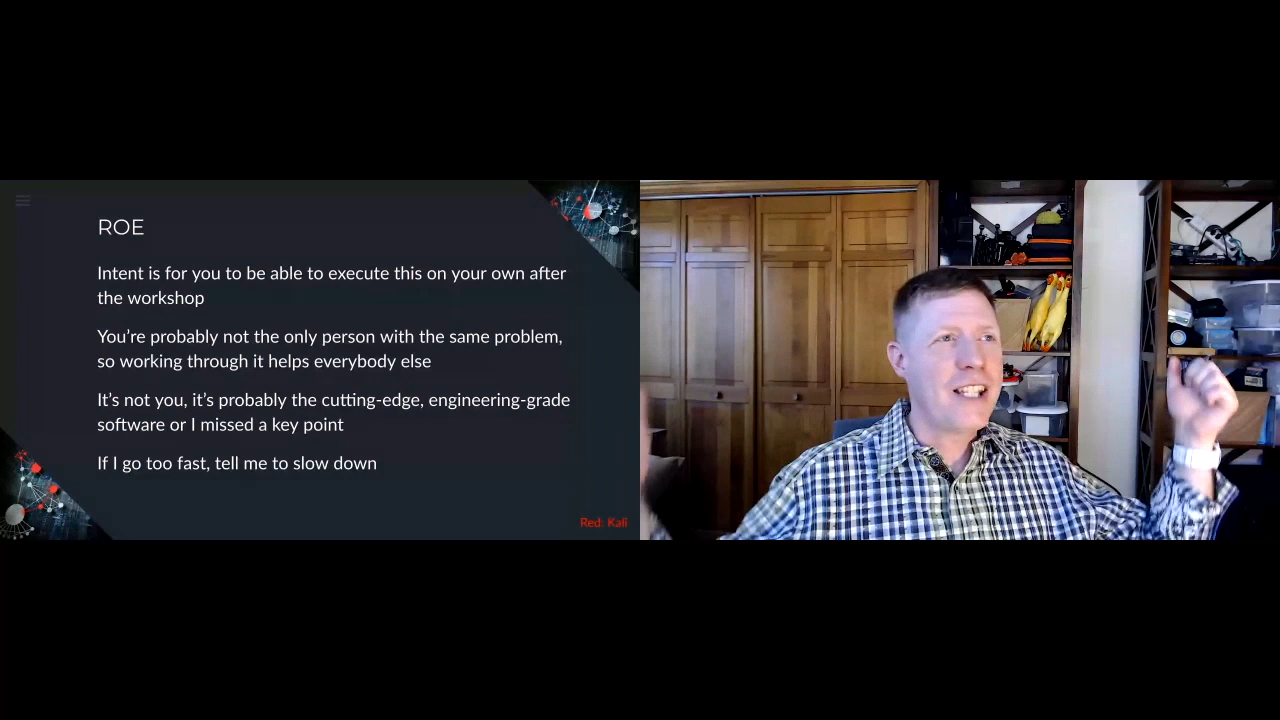 ROE
Intent is for you to be able to execute this on your own after
the workshop
You're probably not the only person with the same problem,
so working through it helps everybody else
It's not you, it's probably the cutting-edge, engineering-grade
software or I missed a key point
If I go too fast, tell me to slow down
Red: Kali